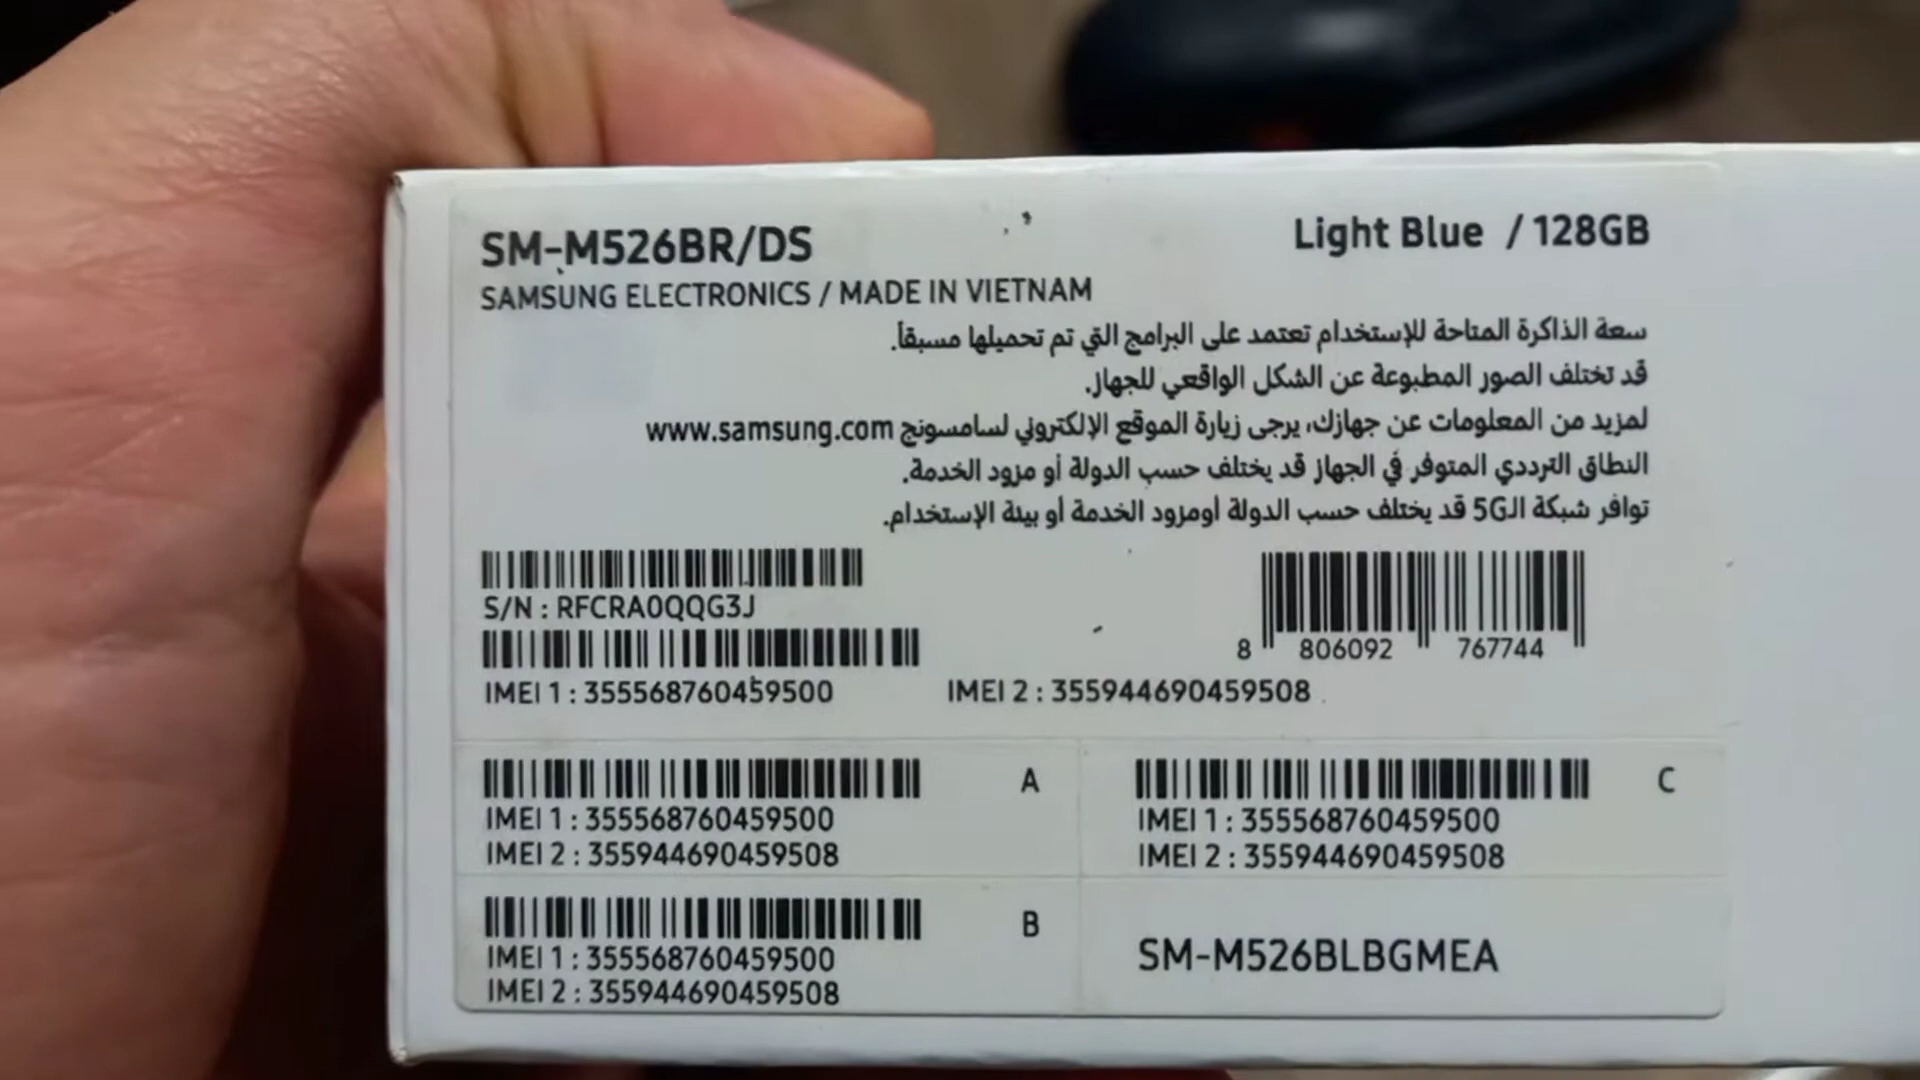 SM-M526BR/DS
Light Blue / 128GB
SAMSUNG ELECTRONICS / MADE IN VIETNAM
سعة الذاكرة المتاحة للإستخدام تعتمد على البرامج التي تم تحميلها مسبقاً.
قد تختلف الصور المطبوعة عن الشكل الواقعي للجهاز.
لمزيد من المعلومات عن جهازك، يرجى زيارة الموقع الإلكتروني لسامسونج www.samsung.com
النطاق الترددي المتوفر في الجهاز قد يختلف حسب الدولة أو مزود الخدمة.
توافر شبكة الـ5G قد يختلف حسب الدولة أومزود الخدمة أو بيئة الإستخدام.
S/N : RFCRA0QQG3J
8 806092 767744
IMEI 1 : 355568760459500
IMEI 2 : 355944690459508
A
IMEI 1 : 355568760459500
IMEI 2 : 355944690459508
C
IMEI 1 : 355568760459500
IMEI 2 : 355944690459508
B
IMEI 1 : 355568760459500
IMEI 2 : 355944690459508
SM-M526BLBGMEA